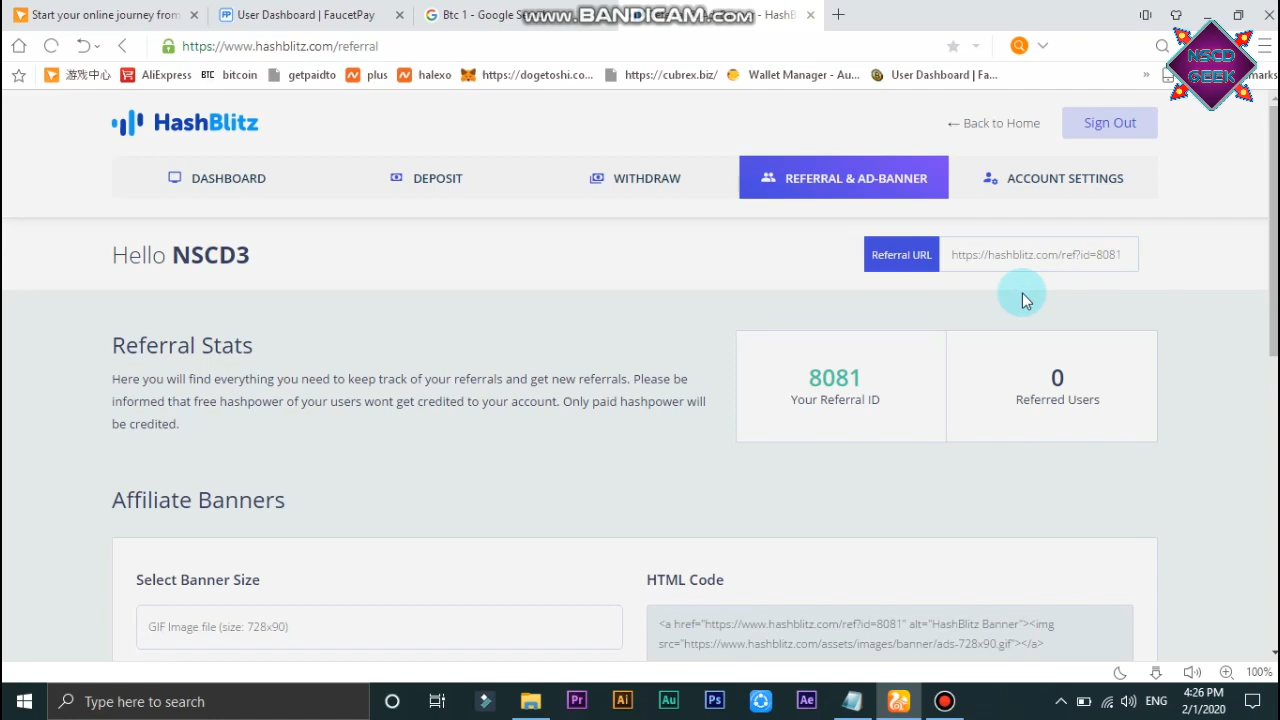 Start your online journey from
User Dashboard | FaucetPay
Btc 1 - Google S
HashB
www.BANDICAM.com
https://www.hashblitz.com/referral
游戏中心
AliExpress
BTC bitcoin
getpaidto
plus
halexo
https://dogetoshi.co...
https://cubrex.biz/
Wallet Manager - Au...
User Dashboard | Fa...
»
marks
NSCD
GEEK
HashBlitz
← Back to Home
Sign Out
DASHBOARD
DEPOSIT
WITHDRAW
REFERRAL & AD-BANNER
ACCOUNT SETTINGS
Hello NSCD3
Referral URL
https://hashblitz.com/ref?id=8081
Referral Stats
Here you will find everything you need to keep track of your referrals and get new referrals. Please be
informed that free hashpower of your users wont get credited to your account. Only paid hashpower will
be credited.
8081
Your Referral ID
0
Referred Users
Affiliate Banners
Select Banner Size
GIF Image file (size: 728x90)
HTML Code
<a href="https://www.hashblitz.com/ref?id=8081" alt="HashBlitz Banner"><img
src="https://www.hashblitz.com/assets/images/banner/ads-728x90.gif"></a>
100%
Type here to search
Pr
Ai
Au
Ps
Ae
ENG
4:26 PM
2/1/2020